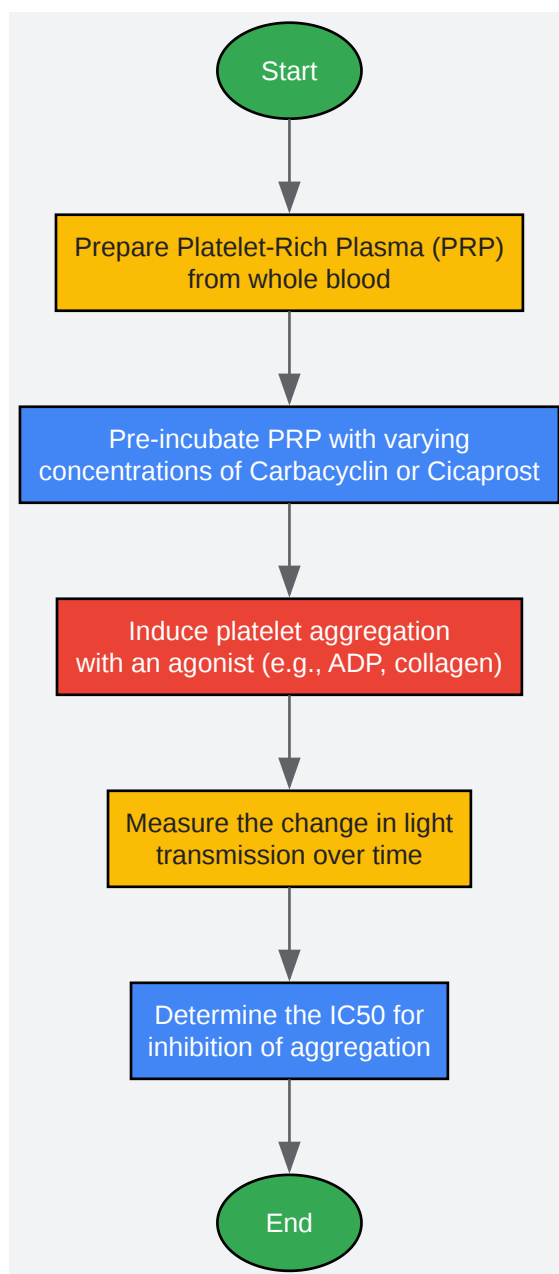 Start
Prepare Platelet-Rich Plasma (PRP)
from whole blood
Pre-incubate PRP with varying
concentrations of Carbacyclin or Cicaprost
Induce platelet aggregation
with an agonist (e.g., ADP, collagen)
Measure the change in light
transmission over time
Determine the IC50 for
inhibition of aggregation
End